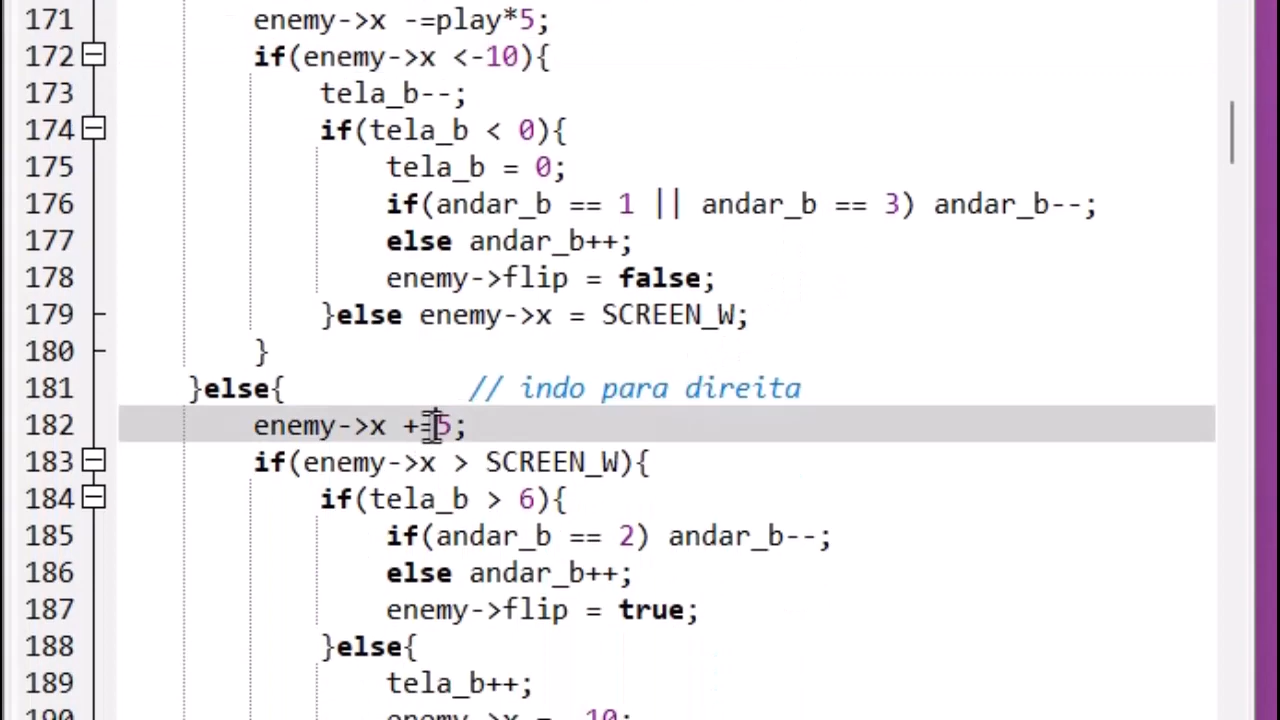 171 enemy->x -=play*5;
172 if(enemy->x <-10){
173 tela_b--;
174 if(tela_b < 0){
175 tela_b = 0;
176 if(andar_b == 1 || andar_b == 3) andar_b--;
177 else andar_b++;
178 enemy->flip = false;
179 }else enemy->x = SCREEN_W;
180 }
181 }else{ // indo para direita
182 enemy->x +=5;
183 if(enemy->x > SCREEN_W){
184 if(tela_b > 6){
185 if(andar_b == 2) andar_b--;
186 else andar_b++;
187 enemy->flip = true;
188 }else{
189 tela_b++;
190 enemy->x = -10;